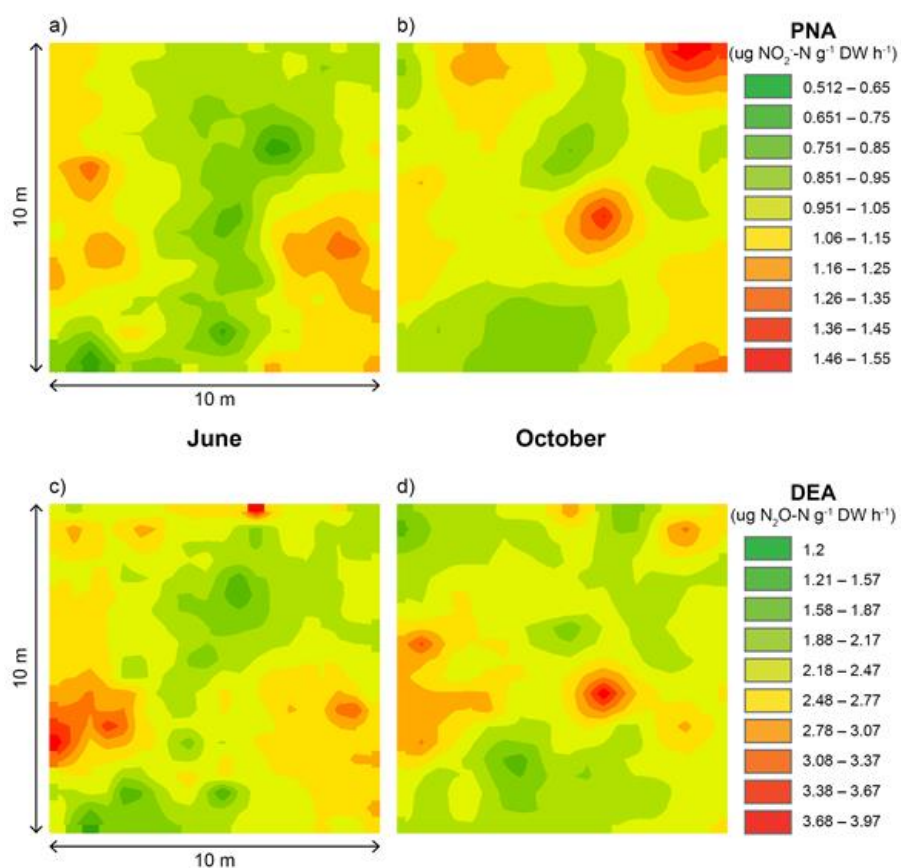 a)
b)
PNA
(ug NO₂⁻-N g⁻¹ DW h⁻¹)
0.512 – 0.65
0.651 – 0.75
0.751 – 0.85
0.851 – 0.95
0.951 – 1.05
1.06 – 1.15
1.16 – 1.25
1.26 – 1.35
1.36 – 1.45
1.46 – 1.55
10 m
10 m
June
October
c)
d)
DEA
(ug N₂O-N g⁻¹ DW h⁻¹)
1.2
1.21 – 1.57
1.58 – 1.87
1.88 – 2.17
2.18 – 2.47
2.48 – 2.77
2.78 – 3.07
3.08 – 3.37
3.38 – 3.67
3.68 – 3.97
10 m
10 m